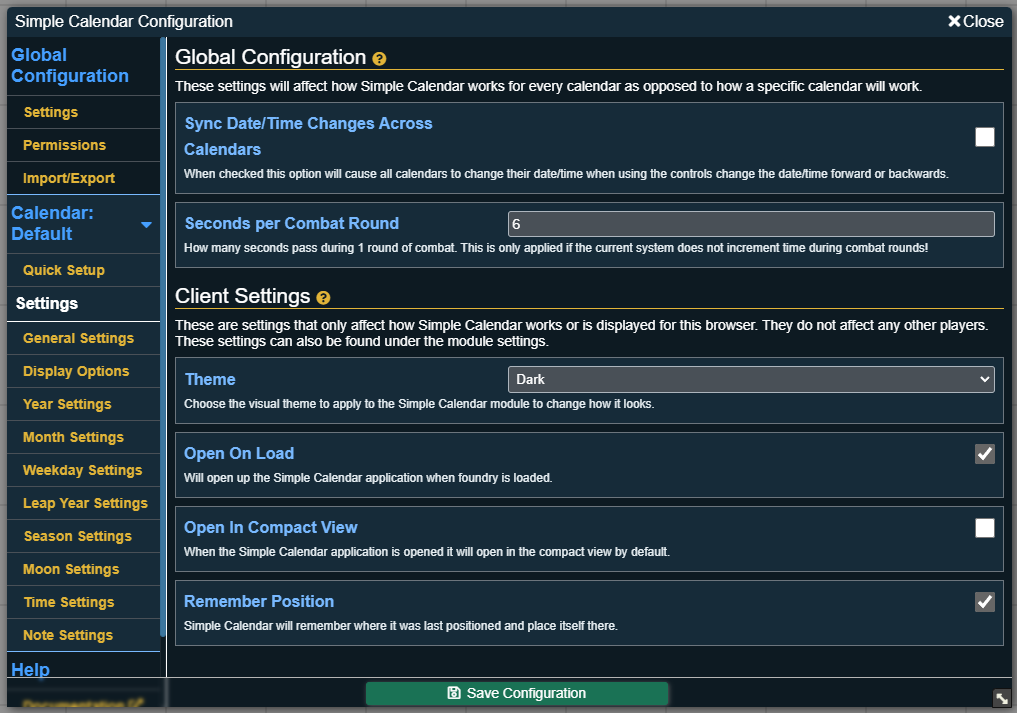 Simple Calendar Configuration
Close
Global
Configuration
Settings
Permissions
Import/Export
Calendar:
Default
Quick Setup
Settings
General Settings
Display Options
Year Settings
Month Settings
Weekday Settings
Leap Year Settings
Season Settings
Moon Settings
Time Settings
Note Settings
Help
Documentation
Global Configuration ?
These settings will affect how Simple Calendar works for every calendar as opposed to how a specific calendar will work.
Sync Date/Time Changes Across
Calendars
When checked this option will cause all calendars to change their date/time when using the controls change the date/time forward or backwards.
Seconds per Combat Round
6
How many seconds pass during 1 round of combat. This is only applied if the current system does not increment time during combat rounds!
Client Settings ?
These are settings that only affect how Simple Calendar works or is displayed for this browser. They do not affect any other players.
These settings can also be found under the module settings.
Theme
Dark
Choose the visual theme to apply to the Simple Calendar module to change how it looks.
Open On Load
Will open up the Simple Calendar application when foundry is loaded.
Open In Compact View
When the Simple Calendar application is opened it will open in the compact view by default.
Remember Position
Simple Calendar will remember where it was last positioned and place itself there.
Save Configuration